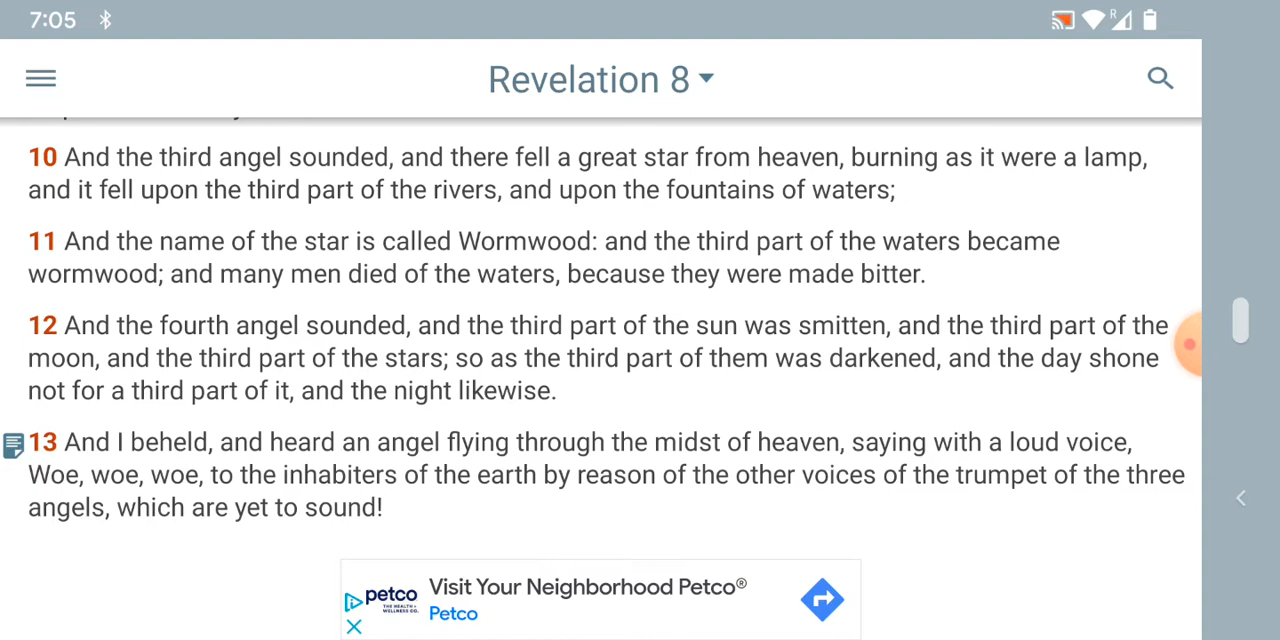 7:05
R
Revelation 8
10 And the third angel sounded, and there fell a great star from heaven, burning as it were a lamp,
and it fell upon the third part of the rivers, and upon the fountains of waters;
11 And the name of the star is called Wormwood: and the third part of the waters became
wormwood; and many men died of the waters, because they were made bitter.
12 And the fourth angel sounded, and the third part of the sun was smitten, and the third part of the
moon, and the third part of the stars; so as the third part of them was darkened, and the day shone
not for a third part of it, and the night likewise.
13 And I beheld, and heard an angel flying through the midst of heaven, saying with a loud voice,
Woe, woe, woe, to the inhabiters of the earth by reason of the other voices of the trumpet of the three
angels, which are yet to sound!
petco
THE HEALTH +
WELLNESS CO.
Visit Your Neighborhood Petco®
Petco